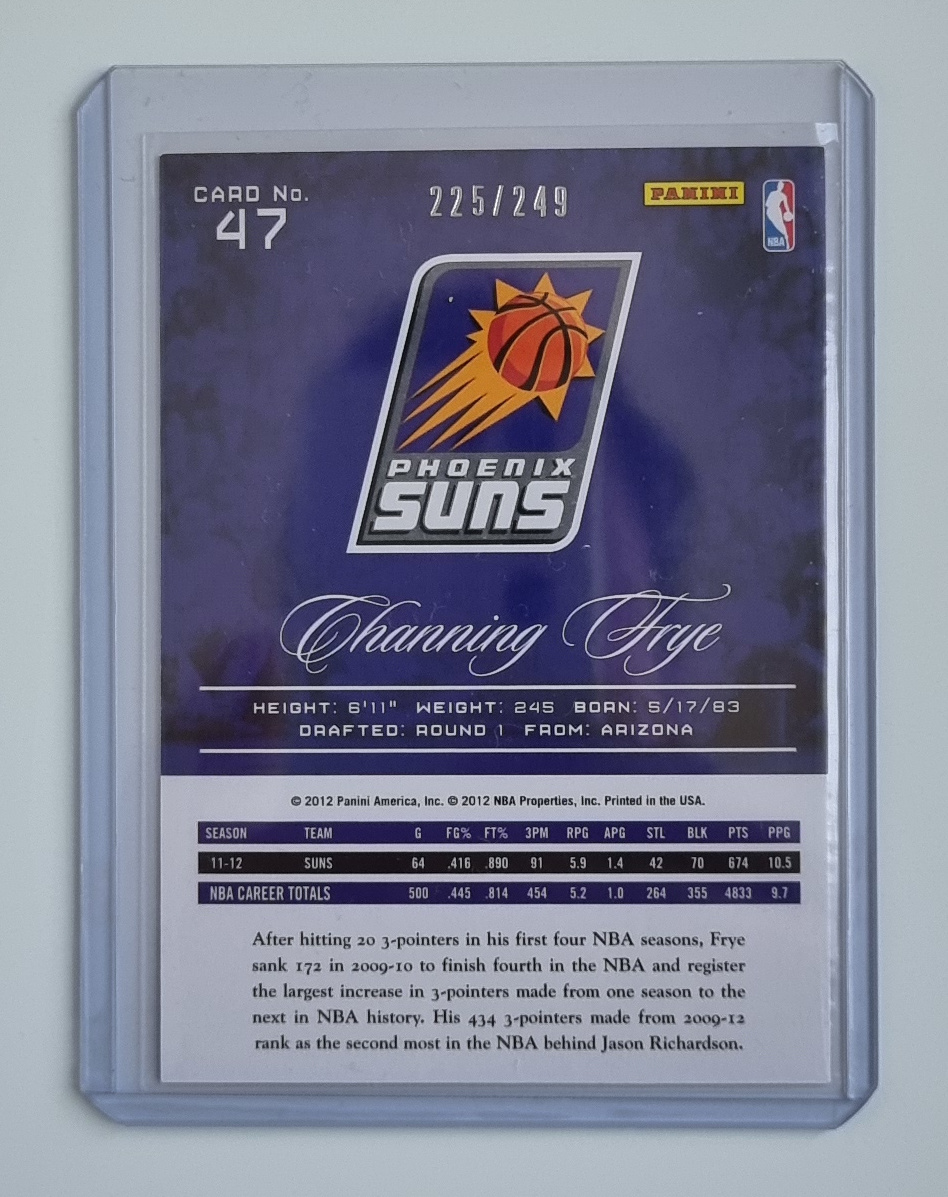 CARD No.
47
225/249
PANINI
NBA
PHOENIX
SUNS
Channing Frye
HEIGHT: 6'11" WEIGHT: 245 BORN: 5/17/83
DRAFTED: ROUND 1 FROM: ARIZONA
© 2012 Panini America, Inc. © 2012 NBA Properties, Inc. Printed in the USA.
SEASON TEAM G FG% FT% 3PM RPG APG STL BLK PTS PPG
11-12 SUNS 64 .416 .890 91 5.9 1.4 42 70 674 10.5
NBA CAREER TOTALS 500 .445 .814 454 5.2 1.0 264 355 4833 9.7
After hitting 20 3-pointers in his first four NBA seasons, Frye
sank 172 in 2009-10 to finish fourth in the NBA and register
the largest increase in 3-pointers made from one season to the
next in NBA history. His 434 3-pointers made from 2009-12
rank as the second most in the NBA behind Jason Richardson.